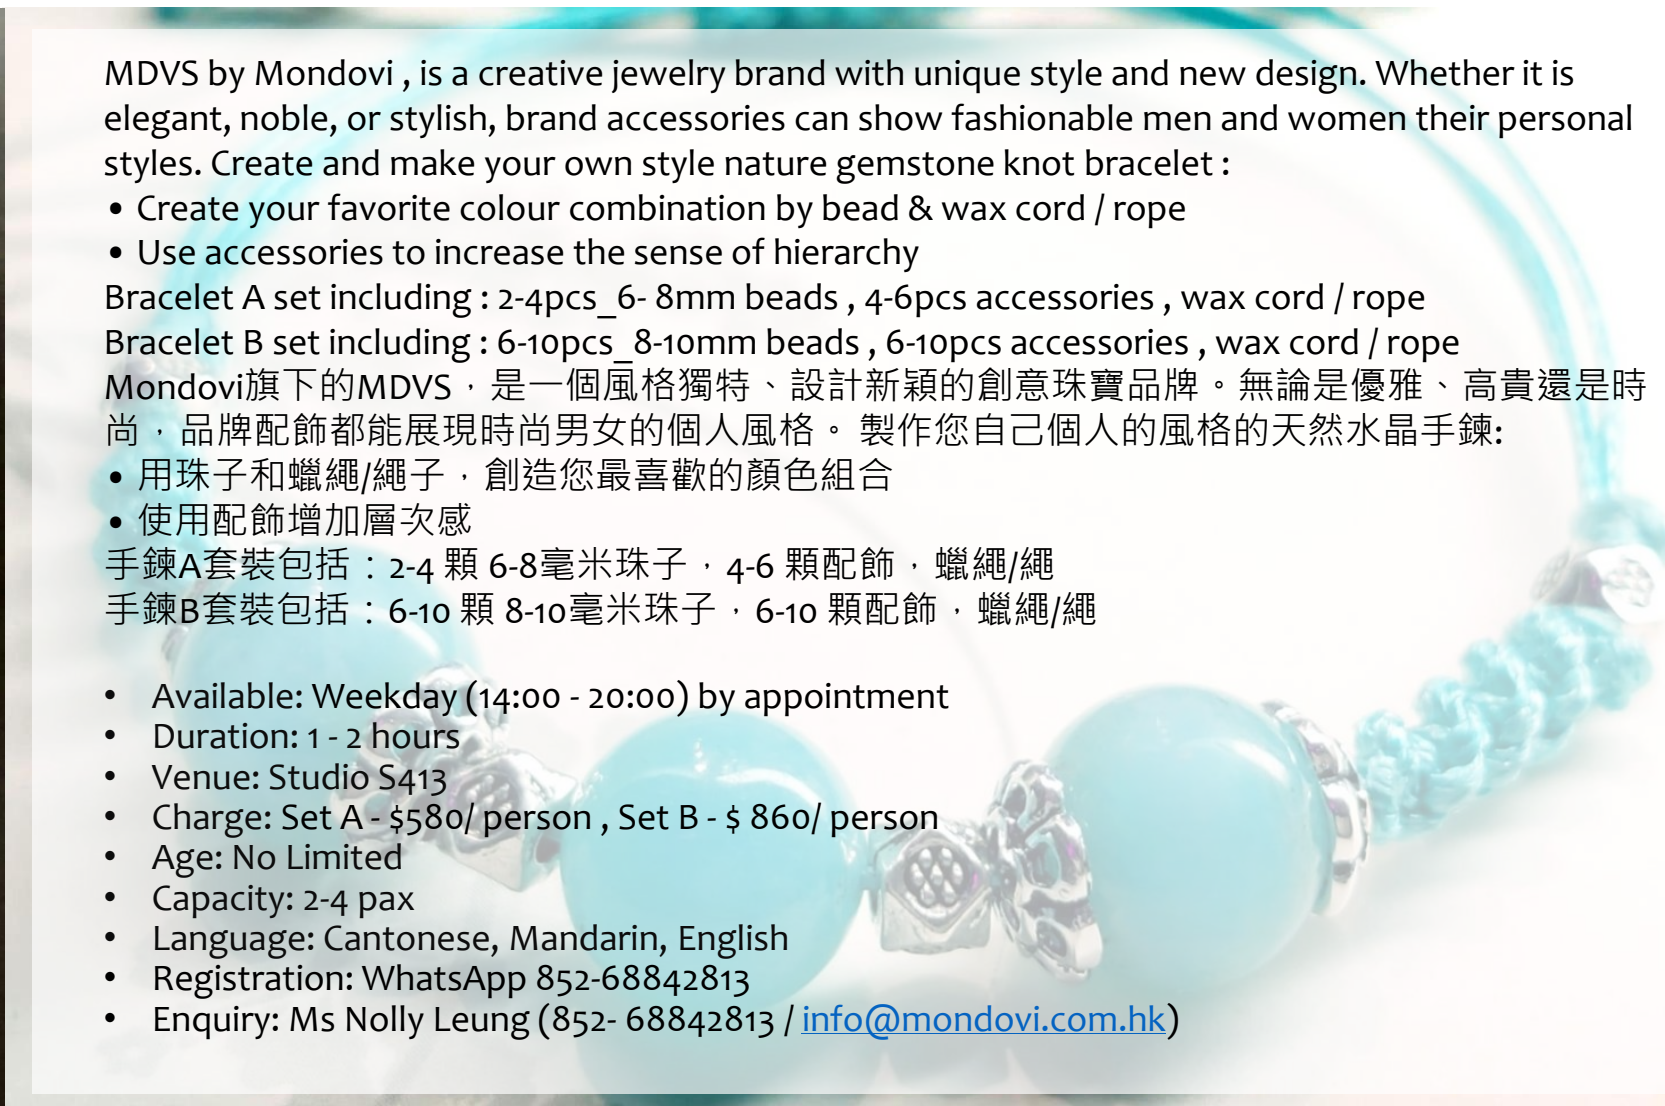 MDVS by Mondovi , is a creative jewelry brand with unique style and new design. Whether it is
elegant, noble, or stylish, brand accessories can show fashionable men and women their personal
styles. Create and make your own style nature gemstone knot bracelet :
• Create your favorite colour combination by bead & wax cord / rope
• Use accessories to increase the sense of hierarchy
Bracelet A set including : 2-4pcs_6- 8mm beads , 4-6pcs accessories , wax cord / rope
Bracelet B set including : 6-10pcs_8-10mm beads , 6-10pcs accessories , wax cord / rope
Mondovi旗下的MDVS，是一個風格獨特、設計新穎的創意珠寶品牌。無論是優雅、高貴還是時
尚，品牌配飾都能展現時尚男女的個人風格。 製作您自己個人的風格的天然水晶手鍊:
• 用珠子和蠟繩/繩子，創造您最喜歡的顏色組合
• 使用配飾增加層次感
手鍊A套裝包括：2-4 顆 6-8毫米珠子，4-6 顆配飾，蠟繩/繩
手鍊B套裝包括：6-10 顆 8-10毫米珠子，6-10 顆配飾，蠟繩/繩
• Available: Weekday (14:00 - 20:00) by appointment
• Duration: 1 - 2 hours
• Venue: Studio S413
• Charge: Set A - $580/ person , Set B - $ 860/ person
• Age: No Limited
• Capacity: 2-4 pax
• Language: Cantonese, Mandarin, English
• Registration: WhatsApp 852-68842813
• Enquiry: Ms Nolly Leung (852- 68842813 / info@mondovi.com.hk)